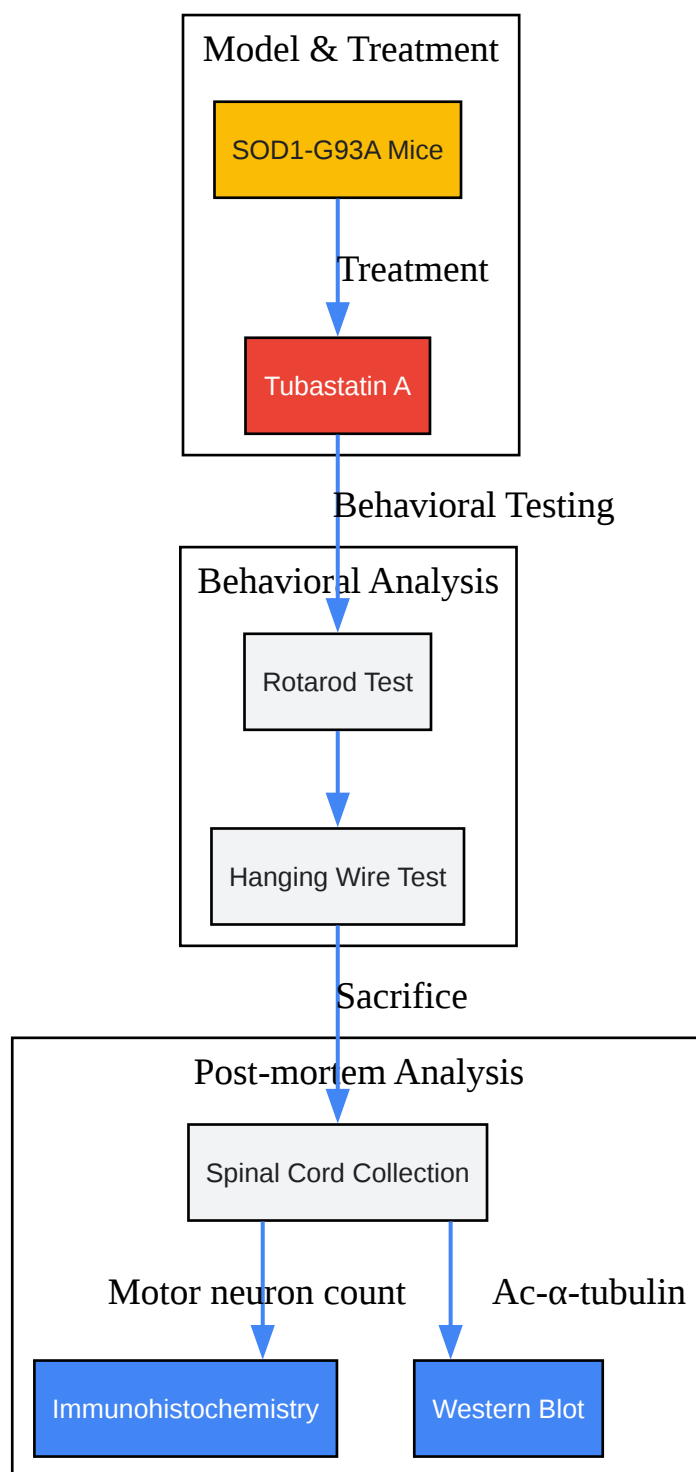 Model & Treatment
SOD1-G93A Mice
Treatment
Tubastatin A
Behavioral Testing
Behavioral Analysis
Rotarod Test
Hanging Wire Test
Sacrifice
Post-mortem Analysis
Spinal Cord Collection
Motor neuron count
Ac-α-tubulin
Immunohistochemistry
Western Blot